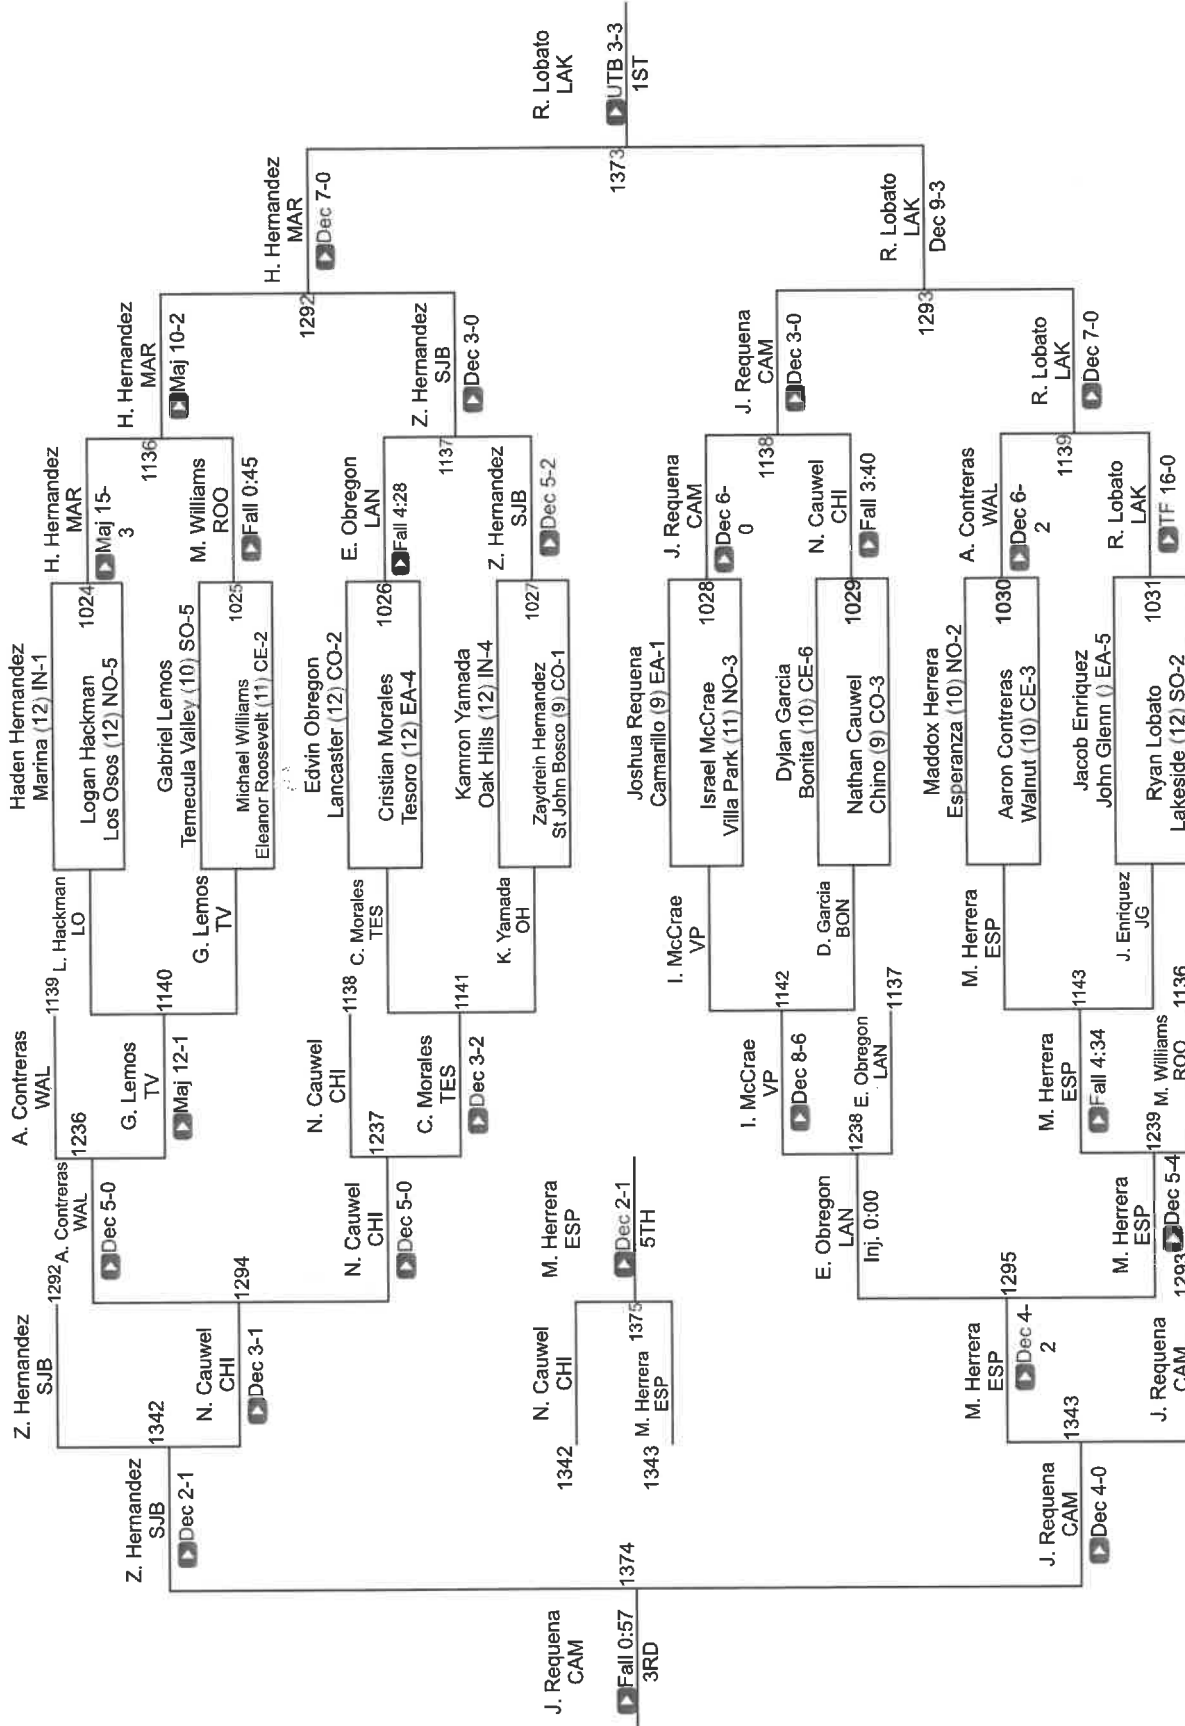 Haden Hernandez
Marina (12) IN-1
Logan Hackman
Los Osos (12) NO-5
1024
H. Hernandez
MAR
Maj 15-
3
Gabriel Lemos
Temecula Valley (10) SO-5
Michael Williams
Eleanor Roosevelt (11) CE-2
1025
M. Williams
ROO
Fall 0:45
1136
H. Hernandez
MAR
Maj 10-2
Edvin Obregon
Lancaster (12) CO-2
Cristian Morales
Tesoro (12) EA-4
1026
E. Obregon
LAN
Fall 4:28
Kamron Yamada
Oak Hills (12) IN-4
Zaydrein Hernandez
St John Bosco (9) CO-1
1027
Z. Hernandez
SJB
Dec 5-2
1137
Z. Hernandez
SJB
Dec 3-0
1292
H. Hernandez
MAR
Dec 7-0
Joshua Requena
Camarillo (9) EA-1
Israel McCrae
Villa Park (11) NO-3
1028
J. Requena
CAM
Dec 6-
0
Dylan Garcia
Bonita (10) CE-6
Nathan Cauwel
Chino (9) CO-3
1029
N. Cauwel
CHI
Fall 3:40
1138
J. Requena
CAM
Dec 3-0
Maddox Herrera
Esperanza (10) NO-2
Aaron Contreras
Walnut (10) CE-3
1030
A. Contreras
WAL
Dec 6-
2
Jacob Enriquez
John Glenn () EA-5
Ryan Lobato
Lakeside (12) SO-2
1031
R. Lobato
LAK
TF 16-0
1139
R. Lobato
LAK
Dec 7-0
1293
R. Lobato
LAK
Dec 9-3
1373
R. Lobato
LAK
UTB 3-3
1ST
L. Hackman
LO
G. Lemos
TV
1140
G. Lemos
TV
Maj 12-1
1139
A. Contreras
WAL
1236
A. Contreras
WAL
Dec 5-0
C. Morales
TES
K. Yamada
OH
1141
C. Morales
TES
Dec 3-2
1138
N. Cauwel
CHI
1237
N. Cauwel
CHI
Dec 5-0
1294
N. Cauwel
CHI
Dec 3-1
1292
Z. Hernandez
SJB
1342
Z. Hernandez
SJB
Dec 2-1
I. McCrae
VP
D. Garcia
BON
1142
I. McCrae
VP
Dec 8-6
1137
E. Obregon
LAN
1238
E. Obregon
LAN
Inj. 0:00
M. Herrera
ESP
J. Enriquez
JG
1143
M. Herrera
ESP
Fall 4:34
1136
M. Williams
ROO
1239
M. Herrera
ESP
Dec 5-4
1295
M. Herrera
ESP
Dec 4-
2
1293
J. Requena
CAM
1343
J. Requena
CAM
Dec 4-0
1374
J. Requena
CAM
Fall 0:57
3RD
1342
N. Cauwel
CHI
1343
M. Herrera
ESP
1375
M. Herrera
ESP
Dec 2-1
5TH